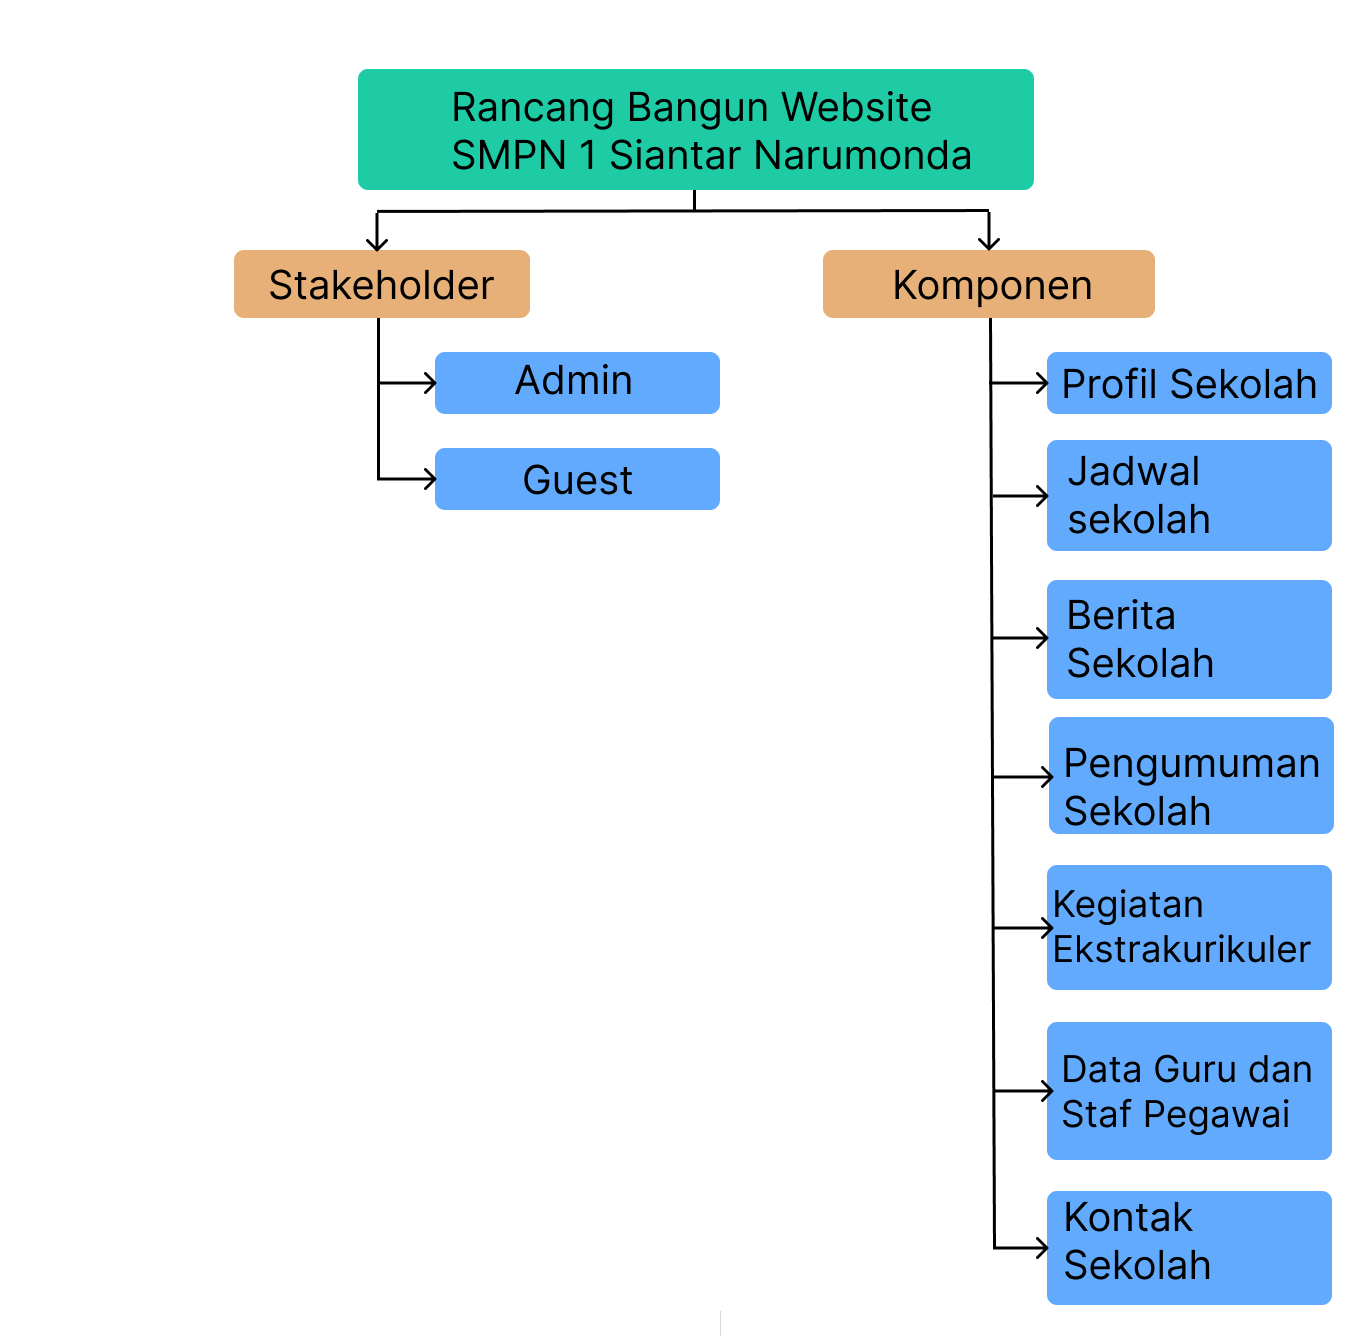 Rancang Bangun Website
SMPN 1 Siantar Narumonda
Stakeholder
Komponen
Admin
Guest
Profil Sekolah
Jadwal
sekolah
Berita
Sekolah
Pengumuman
Sekolah
Kegiatan
Ekstrakurikuler
Data Guru dan
Staf Pegawai
Kontak
Sekolah